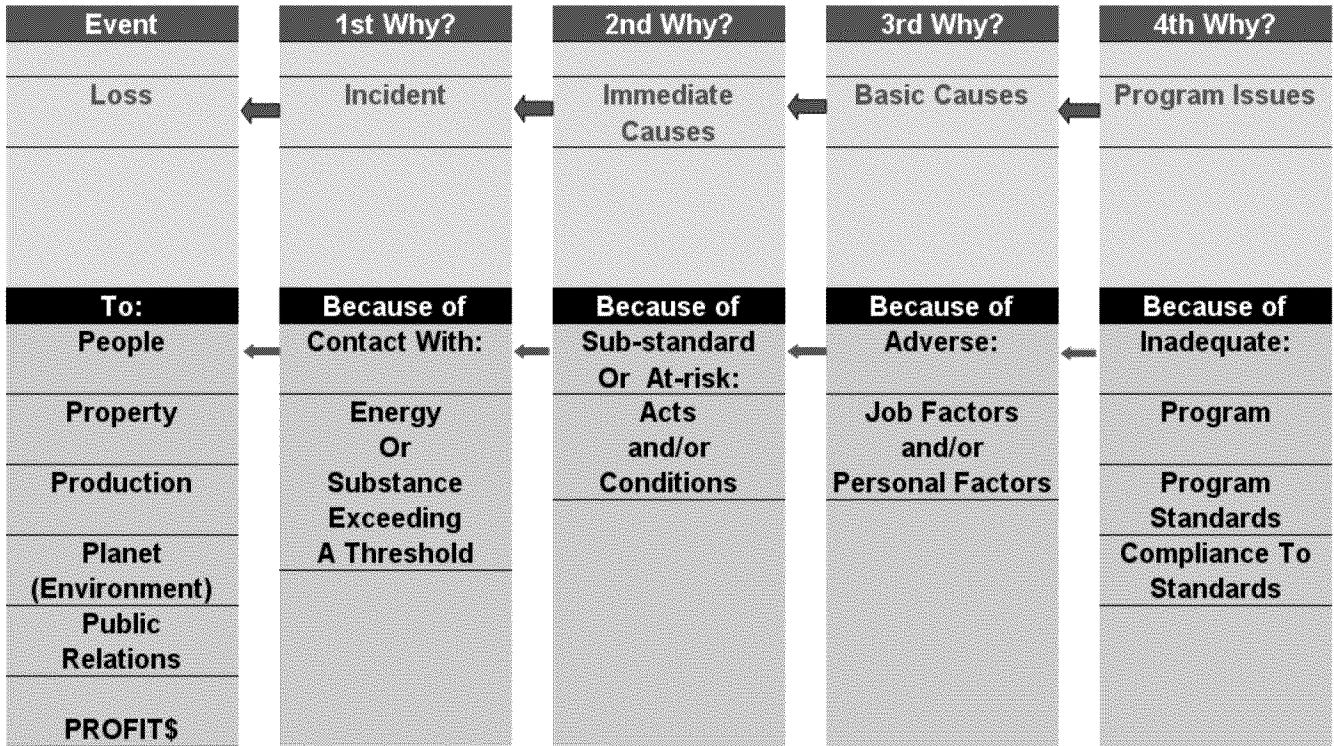 Event
Loss
To:
People
Property
Production
Planet
(Environment)
Public
Relations
PROFIT$
1st Why?
Incident
Because of
Contact With:
Energy
Or
Substance
Exceeding
A Threshold
2nd Why?
Immediate
Causes
Because of
Sub-standard
Or At-risk:
Acts
and/or
Conditions
3rd Why?
Basic Causes
Because of
Adverse:
Job Factors
and/or
Personal Factors
4th Why?
Program Issues
Because of
Inadequate:
Program
Program
Standards
Compliance To
Standards